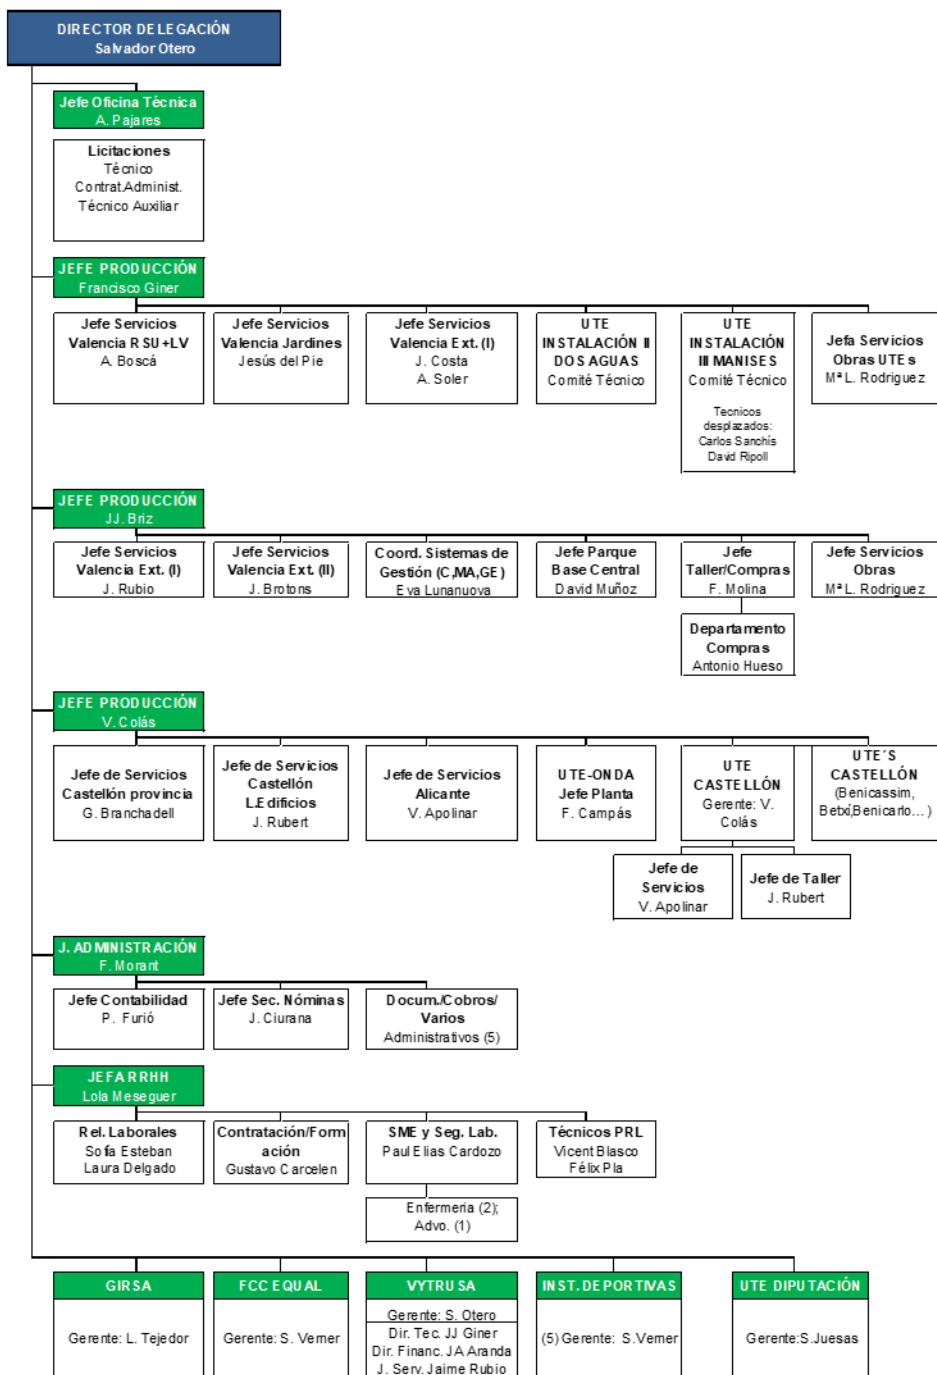 DIRECTOR DELEGACIÓN
Salvador Otero
Jefe Oficina Técnica
A. Pajares
Licitaciones
Técnico
Contrat.Administ.
Técnico Auxiliar
JEFE PRODUCCIÓN
Francisco Giner
Jefe Servicios
Valencia RSU+LV
A. Boscá
Jefe Servicios
Valencia Jardines
Jesús del Pie
Jefe Servicios
Valencia Ext. (I)
J. Costa
A. Soler
UTE
INSTALACIÓN II
DOS AGUAS
Comité Técnico
UTE
INSTALACIÓN
III MANISES
Comité Técnico
Tecnicos
desplazados:
Carlos Sanchís
David Ripoll
Jefa Servicios
Obras UTEs
Mª L. Rodriguez
JEFE PRODUCCIÓN
JJ. Briz
Jefe Servicios
Valencia Ext. (I)
J. Rubio
Jefe Servicios
Valencia Ext. (II)
J. Brotons
Coord. Sistemas de
Gestión (C,MA,GE)
Eva Lunanuova
Jefe Parque
Base Central
David Muñoz
Jefe
Taller/Compras
F. Molina
Jefe Servicios
Obras
Mª L. Rodriguez
Departamento
Compras
Antonio Hueso
JEFE PRODUCCIÓN
V. Colás
Jefe de Servicios
Castellón provincia
G. Branchadell
Jefe de Servicios
Castellón
L.Edificios
J. Rubert
Jefe de Servicios
Alicante
V. Apolinar
UTE-ONDA
Jefe Planta
F. Campás
UTE
CASTELLÓN
Gerente: V.
Colás
UTE´S
CASTELLÓN
(Benicassim,
Betxí,Benicarlo...)
Jefe de
Servicios
V. Apolinar
Jefe de Taller
J. Rubert
J. ADMINISTRACIÓN
F. Morant
Jefe Contabilidad
P. Furió
Jefe Sec. Nóminas
J. Ciurana
Docum./Cobros/
Varios
Administrativos (5)
JEFA RRHH
Lola Meseguer
Rel. Laborales
Sofía Esteban
Laura Delgado
Contratación/Form
ación
Gustavo Carcelen
SME y Seg. Lab.
Paul Elias Cardozo
Técnicos PRL
Vicent Blasco
Félix Pla
Enfermeria (2);
Advo. (1)
GIRSA
Gerente: L. Tejedor
FCC EQUAL
Gerente: S. Verner
VYTRUSA
Gerente: S. Otero
Dir. Tec. JJ Giner
Dir. Financ. JA Aranda
J. Serv. Jaime Rubio
INST. DEPORTIVAS
(5) Gerente: S.Verner
UTE DIPUTACIÓN
Gerente:S.Juesas